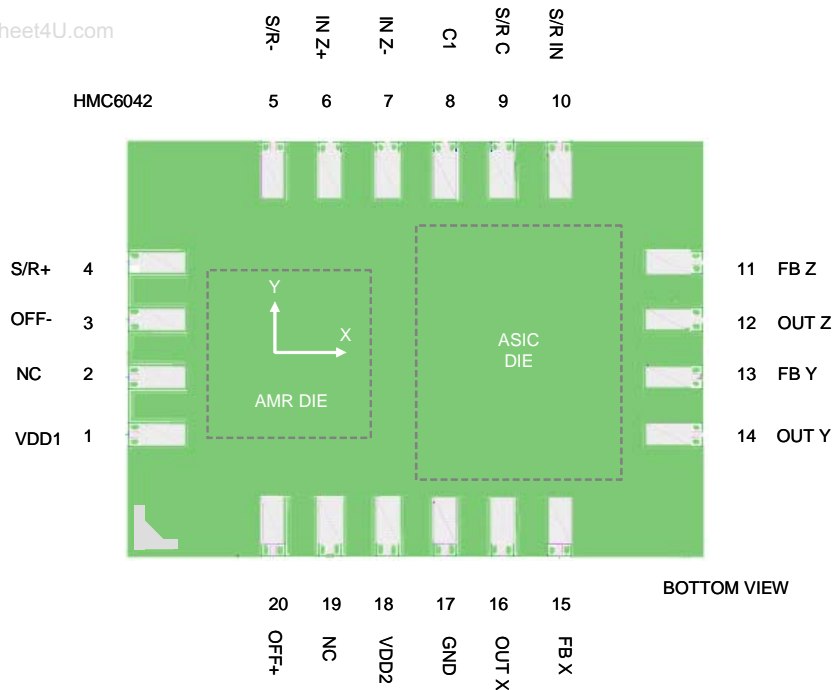 heet4U.com
S/R-
IN Z+
IN Z-
C1
S/R C
S/R IN
HMC6042
5 6 7 8 9 10
S/R+ 4
OFF- 3
NC 2
VDD1 1
Y
X
AMR DIE
ASIC
DIE
11 FB Z
12 OUT Z
13 FB Y
14 OUT Y
BOTTOM VIEW
20 19 18 17 16 15
OFF+
NC
VDD2
GND
OUT X
FB X